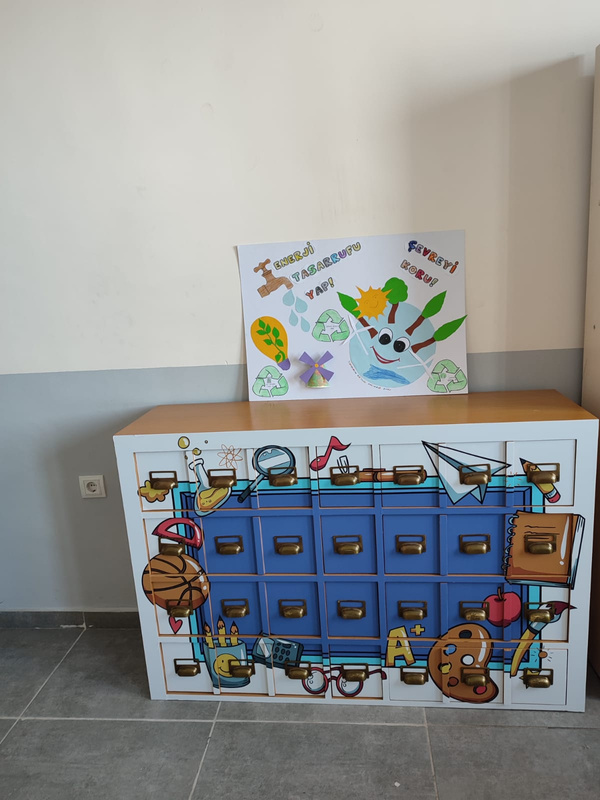 ENERJİ
TASARRUFU
YAP!
ÇEVREYİ
KORU!
A+